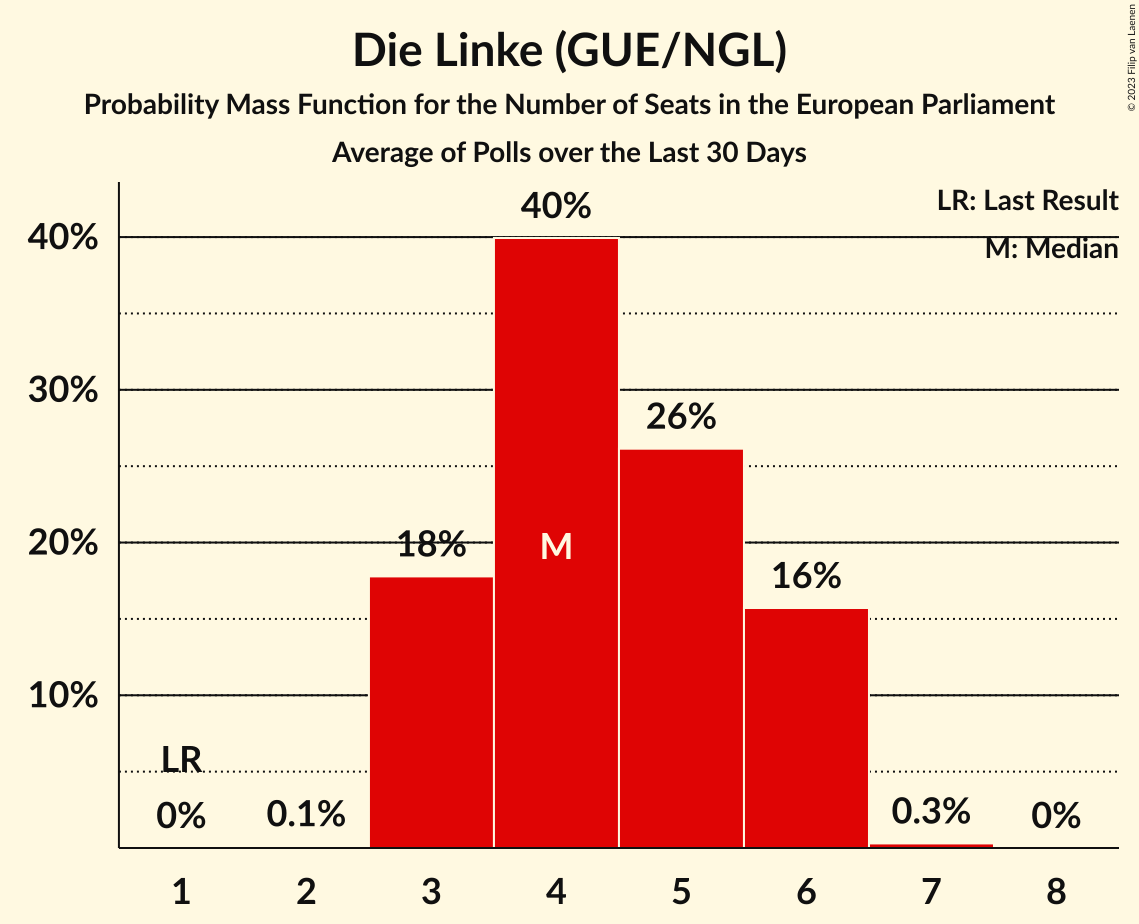 Die Linke (GUE/NGL)
Probability Mass Function for the Number of Seats in the European Parliament
Average of Polls over the Last 30 Days
© 2023 Filip van Laenen
LR: Last Result
M: Median
40%
30%
20%
10%
LR
0%
0.1%
18%
40%
M
26%
16%
0.3%
0%
1 2 3 4 5 6 7 8